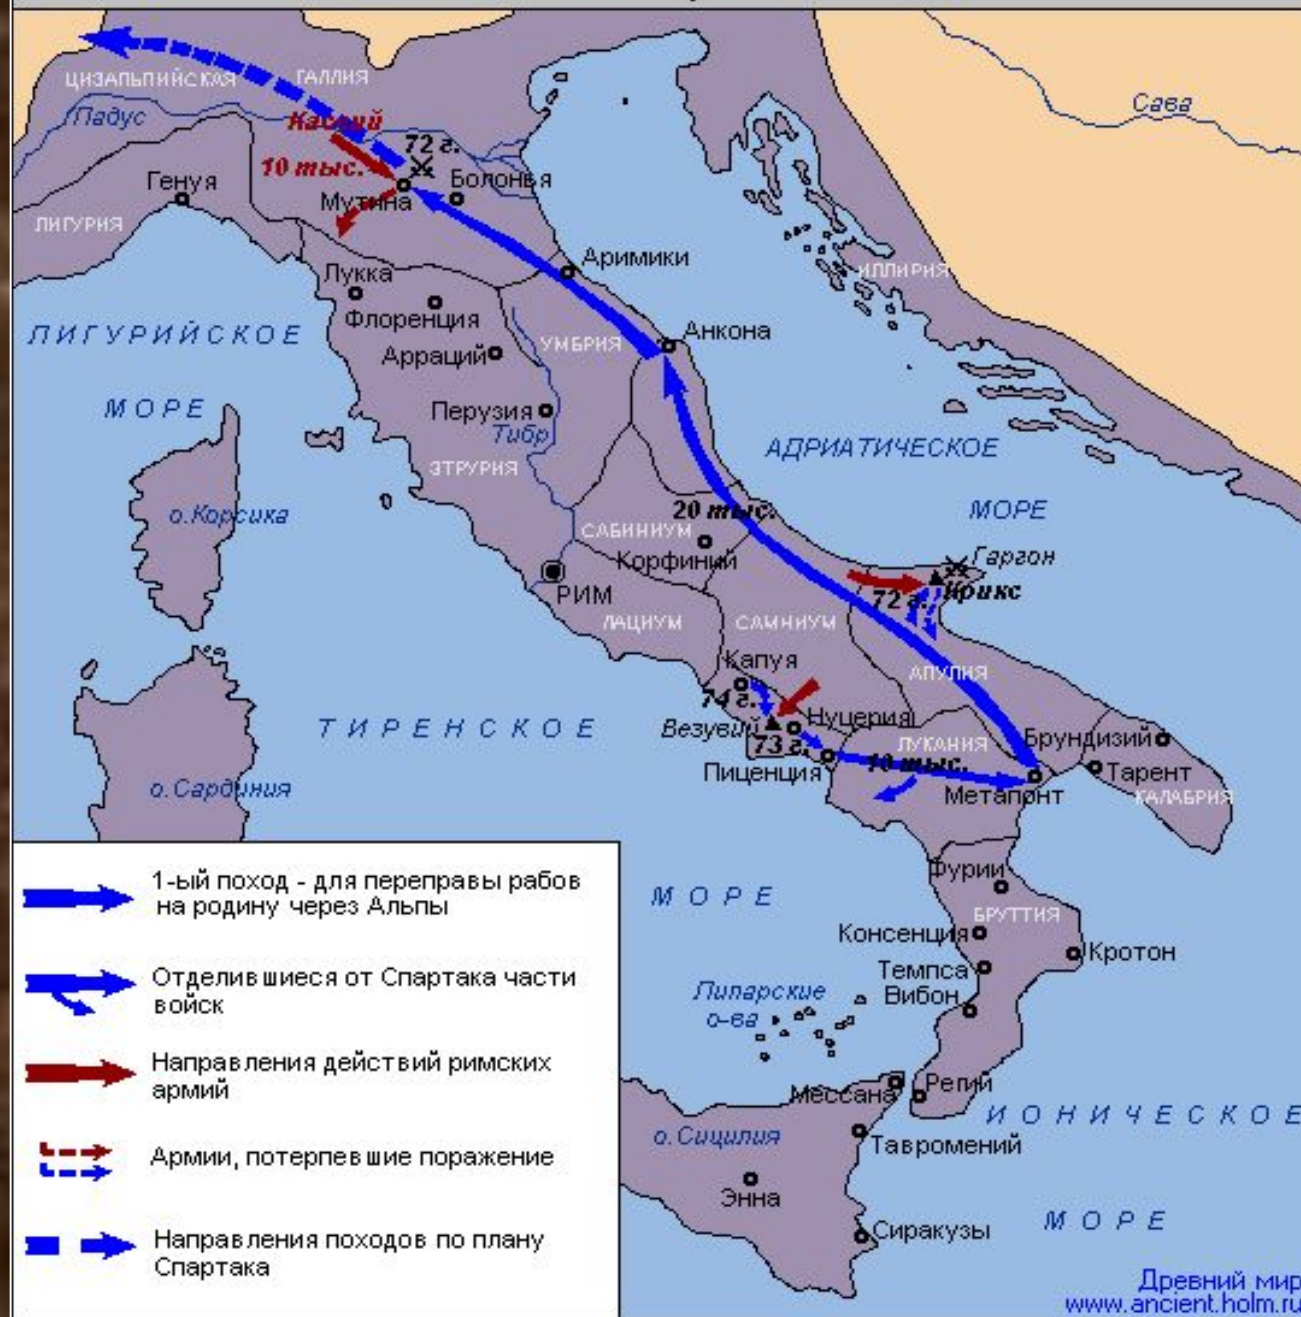 ЦИЗАЛЬПИЙСКАЯ ГАЛЛИЯ
Падус
Кассий
10 тыс.
72 г.
Генуя
Мутина
Болонья
ЛИГУРИЯ
Сава
Аримики
ИЛЛИРИЯ
Лукка
Флоренция
Арраций
УМБРИЯ
Анкона
ЛИГУРИЙСКОЕ
МОРЕ
Перузия
Тибр
ЭТРУРИЯ
АДРИАТИЧЕСКОЕ
МОРЕ
о.Корсика
20 тыс.
САБИНИУМ
Корфиний
РИМ
ЛАЦИУМ
САМНИУМ
Гаргон
Крикс
72 г.
АПУЛИЯ
Капуя
74 г.
Везувий
73 г.
Нуцерия
Пиценция
ЛУКАНИЯ
10 тыс.
Метапонт
Брундизий
Тарент
КАЛАБРИЯ
ТИРЕНСКОЕ
МОРЕ
о.Сардиния
Фурии
БРУТТИЯ
Консенция
Кротон
Темпса
Вибон
Липарские
о-ва
Мессана
Регий
ИОНИЧЕСКОЕ
МОРЕ
о.Сицилия
Тавромений
Энна
Сиракузы
1-ый поход - для переправы рабов
на родину через Альпы
Отделившиеся от Спартака части
войск
Направления действий римских
армий
Армии, потерпевшие поражение
Направления походов по плану
Спартака
Древний мир
www.ancient.holm.ru